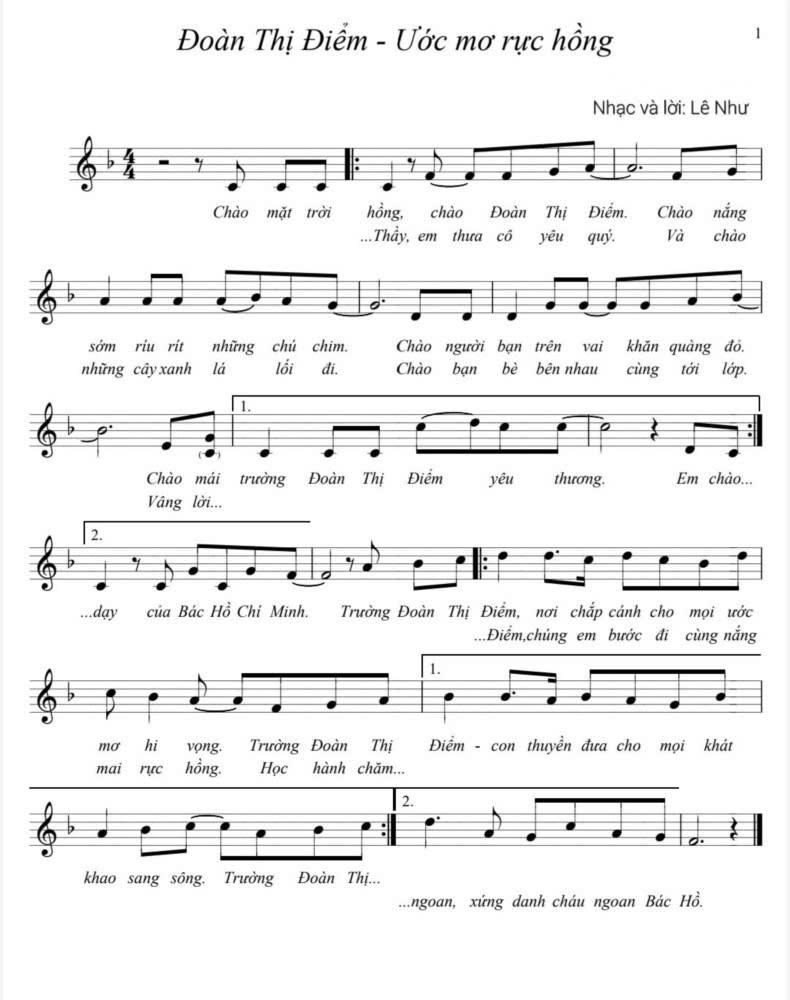 1
Đoàn Thị Điểm - Ước mơ rực hồng
Nhạc và lời: Lê Như
4
4
Chào mặt trời hồng, chào Đoàn Thị Điểm. Chào nắng
...Thầy, em thưa cô yêu quý. Và chào
sớm ríu rít những chú chim. Chào người bạn trên vai khăn quàng đỏ.
những cây xanh lá lối đi. Chào bạn bè bên nhau cùng tới lớp.
1.
Chào mái trường Đoàn Thị Điểm yêu thương. Em chào...
Vâng lời...
2.
...dạy của Bác Hồ Chí Minh. Trường Đoàn Thị Điểm, nơi chắp cánh cho mọi ước
...Điểm,chúng em bước đi cùng nắng
1.
mơ hi vọng. Trường Đoàn Thị Điểm - con thuyền đưa cho mọi khát
mai rực hồng. Học hành chăm...
2.
khao sang sông. Trường Đoàn Thị...
...ngoan, xứng danh cháu ngoan Bác Hồ.